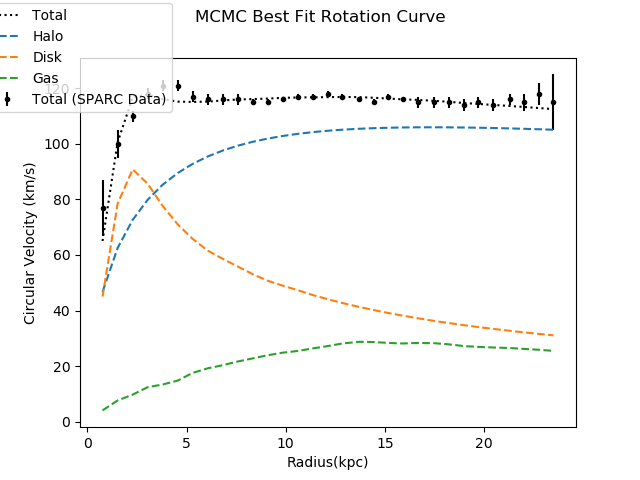 MCMC Best Fit Rotation Curve
Total
Halo
Disk
Gas
Total (SPARC Data)
120
100
80
60
40
20
0
Circular Velocity (km/s)
0 5 10 15 20
Radius(kpc)